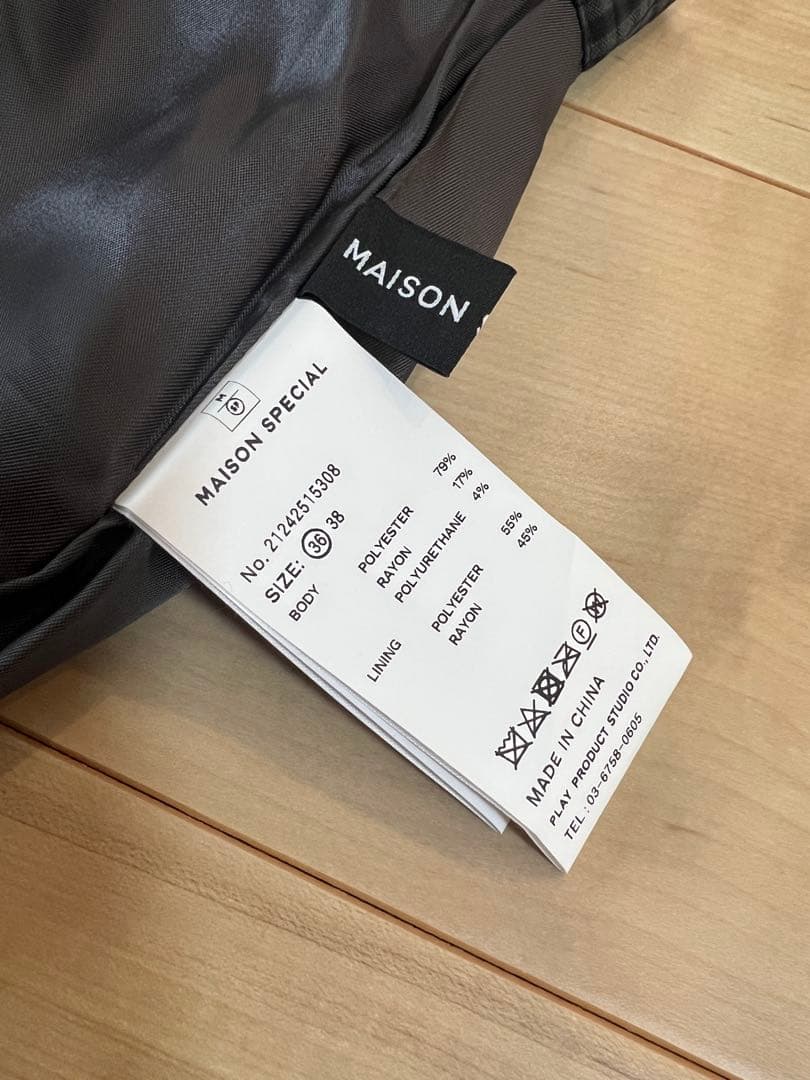 MAISON
M
MAISON SPECIAL
No. 21242515308
SIZE: 36 38
BODY
POLYESTER 79%
RAYON 17%
POLYURETHANE 4%
LINING
POLYESTER 55%
RAYON 45%
F
W
MADE IN CHINA
PLAY PRODUCT STUDIO CO., LTD.
TEL : 03-6758-0605